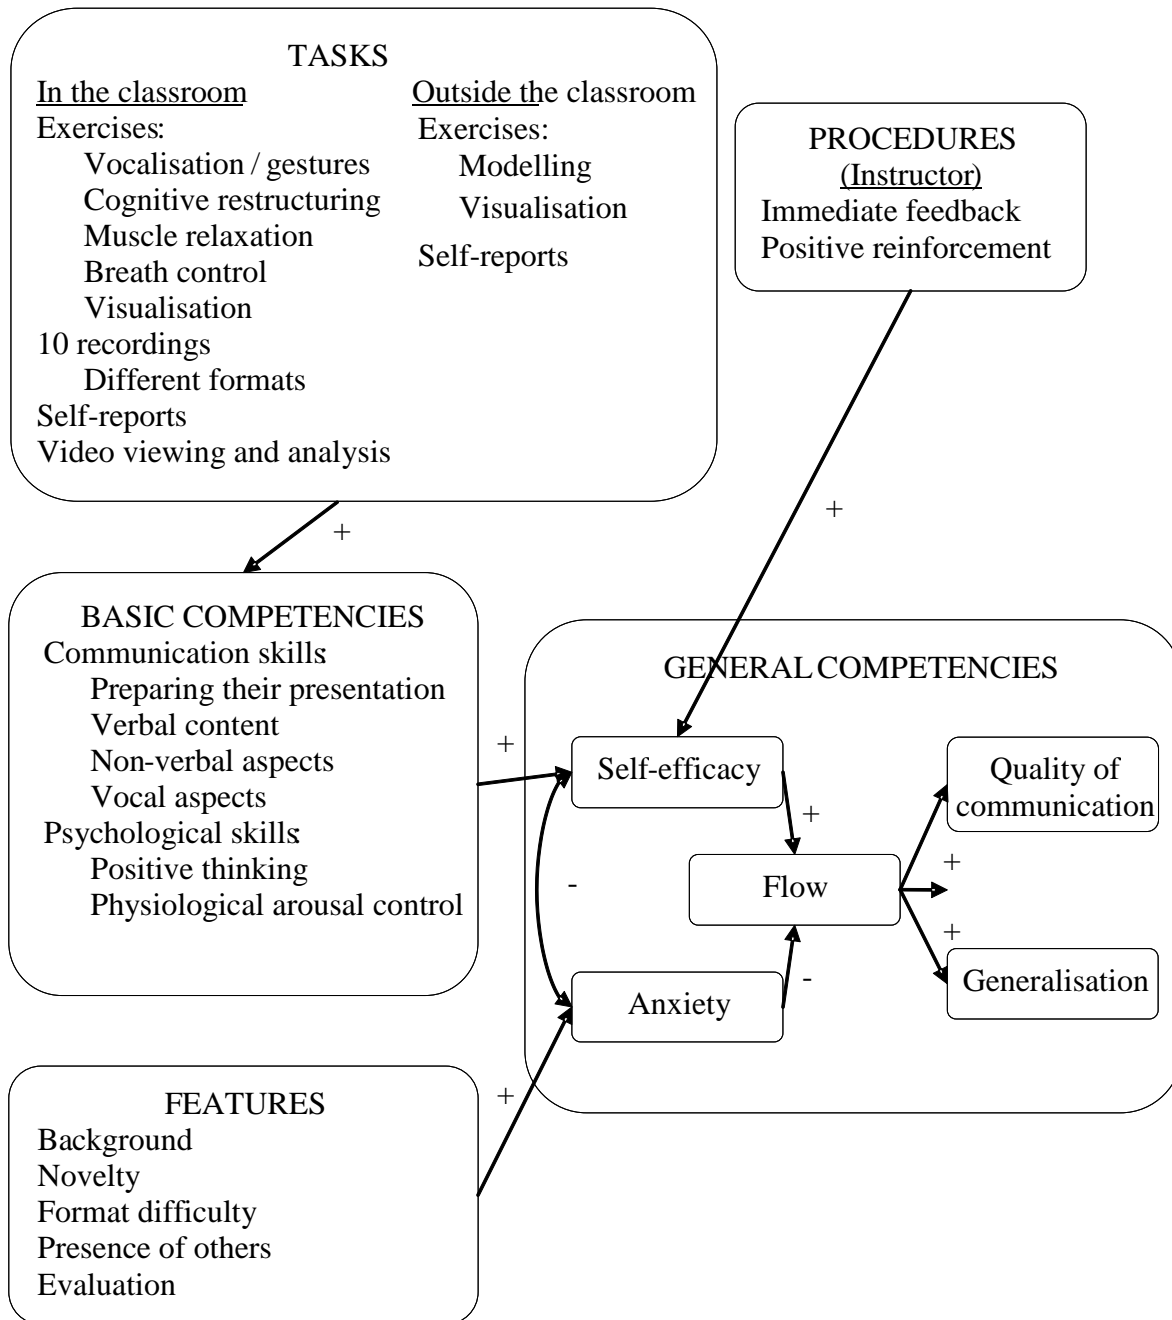 TASKS
In the classroom
Exercises:
Vocalisation / gestures
Cognitive restructuring
Muscle relaxation
Breath control
Visualisation
10 recordings
Different formats
Self-reports
Video viewing and analysis
Outside the classroom
Exercises:
Modelling
Visualisation
Self-reports
PROCEDURES
(Instructor)
Immediate feedback
Positive reinforcement
+
+
BASIC COMPETENCIES
Communication skills:
Preparing their presentation
Verbal content
Non-verbal aspects
Vocal aspects
Psychological skills:
Positive thinking
Physiological arousal control
+
GENERAL COMPETENCIES
Self-efficacy
+
-
Flow
-
Anxiety
Quality of
communication
+
+
Generalisation
+
FEATURES
Background
Novelty
Format difficulty
Presence of others
Evaluation